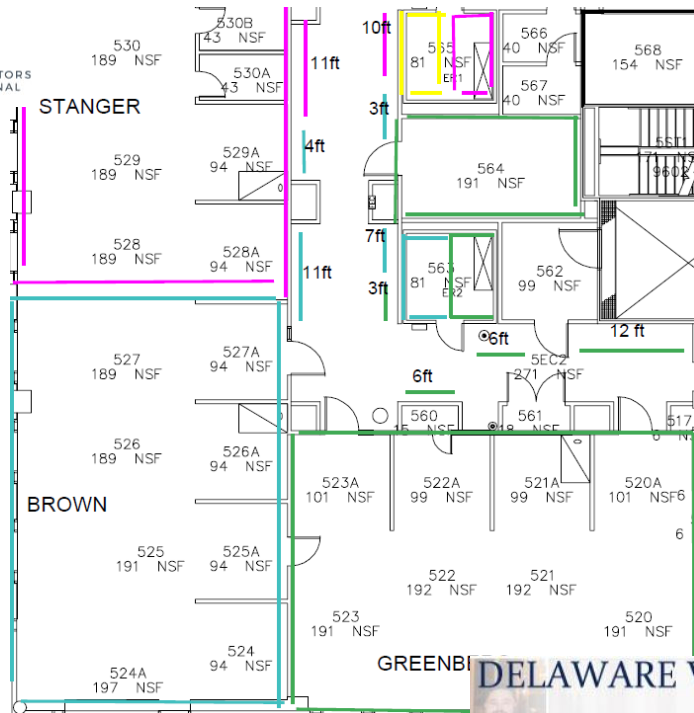 530B
43 NSF
530
189 NSF
530A
43 NSF
TORS
NAL
STANGER
11ft
10ft
565
81 NSF
ER1
566
40 NSF
567
40
568
154 NSF
3ft
4ft
529
189 NSF
529A
94 NSF
564
191 NSF
5ST1
528
189 NSF
528A
94 NSF
7ft
11ft
563
81 NSF
ER2
562
99 NSF
3ft
6ft
12 ft
5EC2
271 NSF
527
189 NSF
527A
94 NSF
6ft
560
561
517
526
189 NSF
526A
94 NSF
523A
101 NSF
522A
99 NSF
521A
99 NSF
520A
101 NSF
6
6
BROWN
525
191 NSF
525A
94 NSF
522
192 NSF
521
192 NSF
524
94 NSF
523
191 NSF
520
191 NSF
524A
197 NSF
DELAWARE